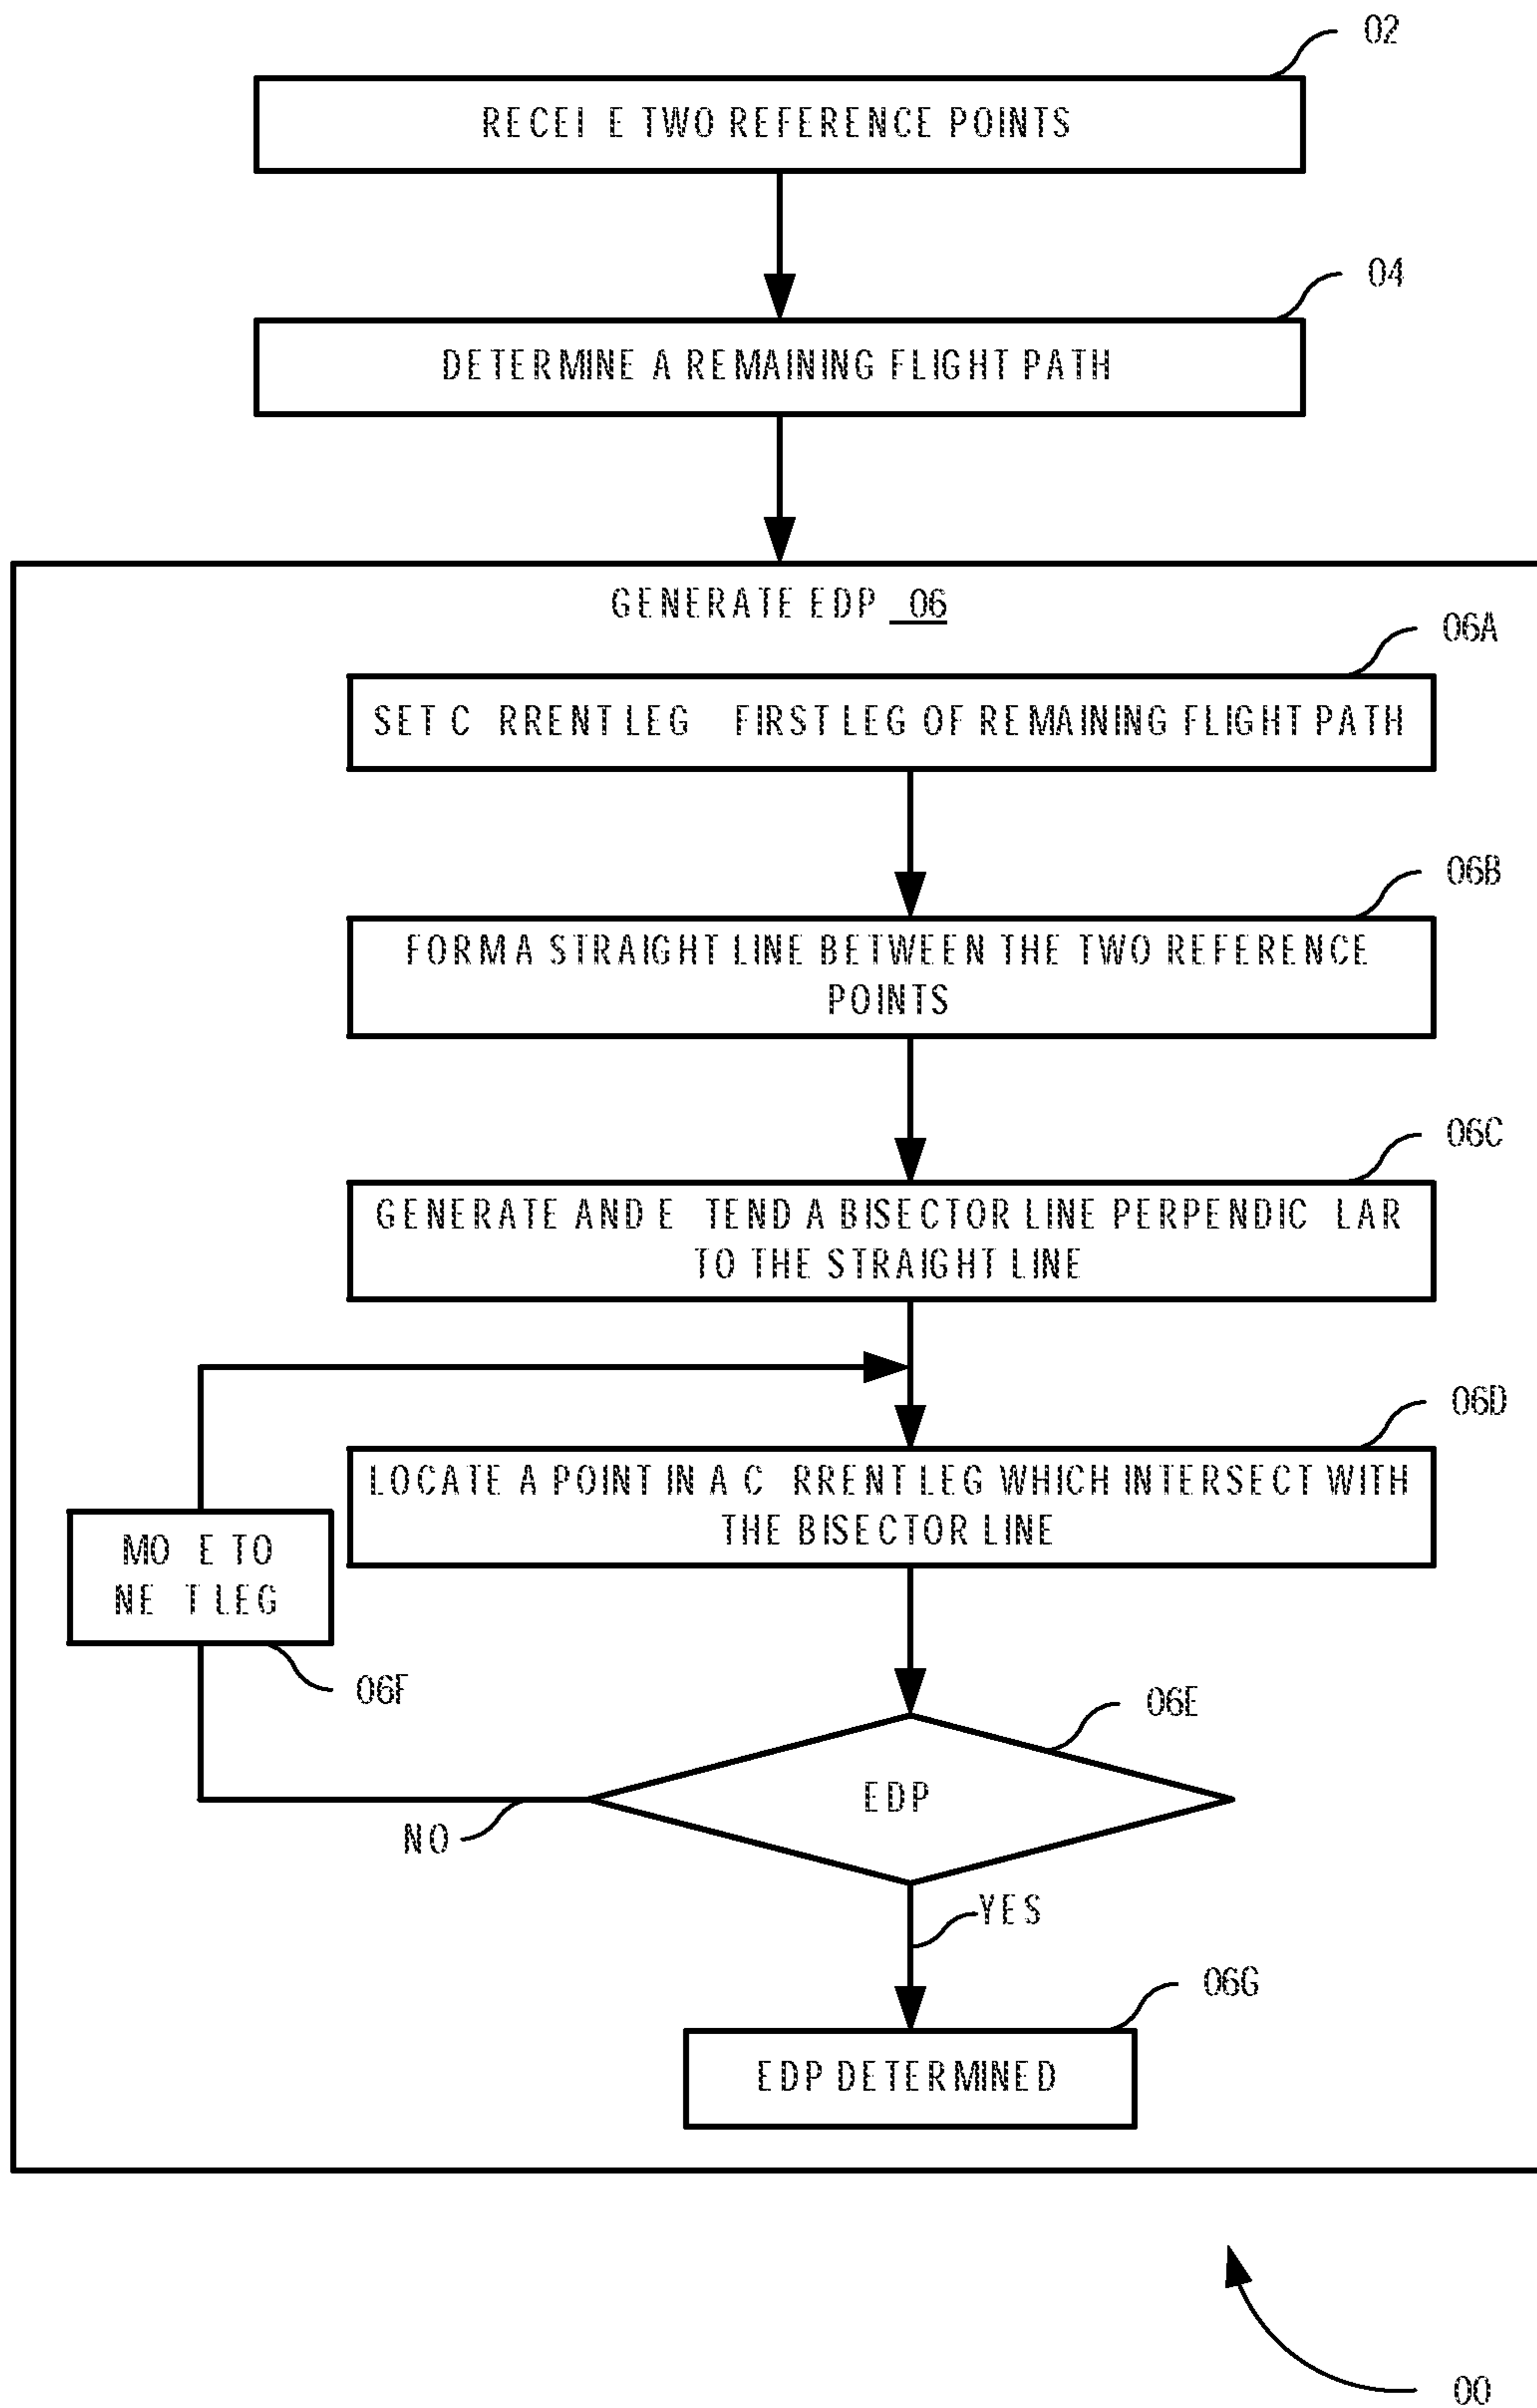 02
RECEI E TWO REFERENCE POINTS
04
DETERMINE A REMAINING FLIGHT PATH
GENERATE EDP 06
06A
SET C RRENT LEG FIRST LEG OF REMAINING FLIGHT PATH
06B
FORM A STRAIGHT LINE BETWEEN THE TWO REFERENCE
POINTS
06C
GENERATE AND E TEND A BISECTOR LINE PERPENDIC LAR
TO THE STRAIGHT LINE
06D
LOCATE A POINT IN A C RRENT LEG WHICH INTERSECT WITH
THE BISECTOR LINE
MO E TO
NE T LEG
06F
06E
EDP
NO
YES
06G
EDP DETERMINED
00